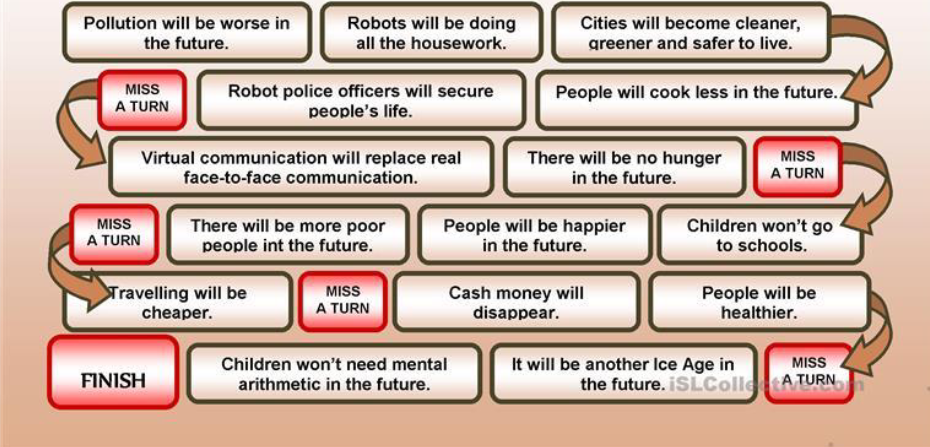 Pollution will be worse in
the future.
Robots will be doing
all the housework.
Cities will become cleaner,
greener and safer to live.
MISS
A TURN
Robot police officers will secure
people's life.
People will cook less in the future.
Virtual communication will replace real
face-to-face communication.
There will be no hunger
in the future.
MISS
A TURN
MISS
A TURN
There will be more poor
people int the future.
People will be happier
in the future.
Children won't go
to schools.
Travelling will be
cheaper.
MISS
A TURN
Cash money will
disappear.
People will be
healthier.
FINISH
Children won't need mental
arithmetic in the future.
It will be another Ice Age in
the future.
MISS
A TURN
iSLCollective.com